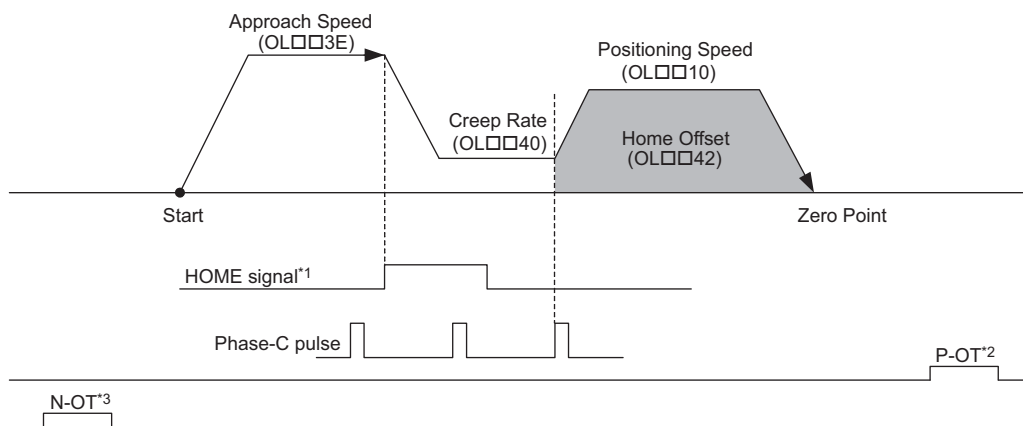 Approach Speed
(OL□□3E)
Positioning Speed
(OL□□10)
Creep Rate
(OL□□40)
Home Offset
(OL□□42)
Start
Zero Point
HOME signal*1
Phase-C pulse
P-OT*2
N-OT*3